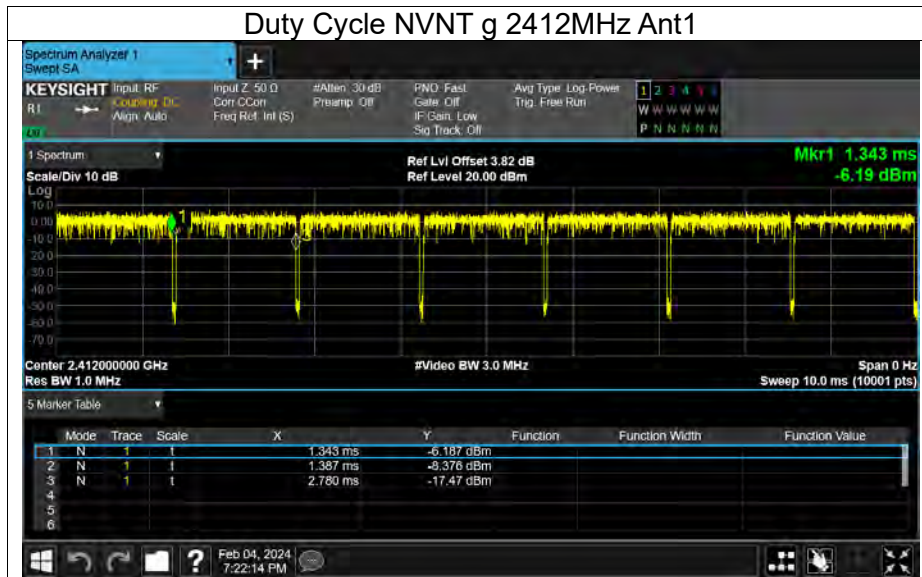 Duty Cycle NVNT g 2412MHz Ant1
Spectrum Analyzer 1
Swept SA
+
KEYSIGHT Input: RF Input Z: 50 Ω #Atten: 30 dB PNO: Fast Avg Type: Log-Power 1 2 3 4 5 6
R1 Coupling: DC Corr CCorr Preamp: Off Gate: Off Trig: Free Run W W W W W W
Align: Auto Freq Ref: Int (S) IF Gain: Low P N N N N N
Sig Track: Off
1 Spectrum Ref Lvl Offset 3.82 dB Mkr1 1.343 ms
Scale/Div 10 dB Ref Level 20.00 dBm -6.19 dBm
Log
10.0
0.00 1
-10.0 3
-20.0
-30.0
-40.0
-50.0
-60.0
-70.0
Center 2.412000000 GHz #Video BW 3.0 MHz Span 0 Hz
Res BW 1.0 MHz Sweep 10.0 ms (10001 pts)
5 Marker Table
Mode Trace Scale X Y Function Function Width Function Value
1 N 1 t 1.343 ms -6.187 dBm
2 N 1 t 1.387 ms -8.376 dBm
3 N 1 t 2.780 ms -17.47 dBm
4
5
6
? Feb 04, 2024
7:22:14 PM